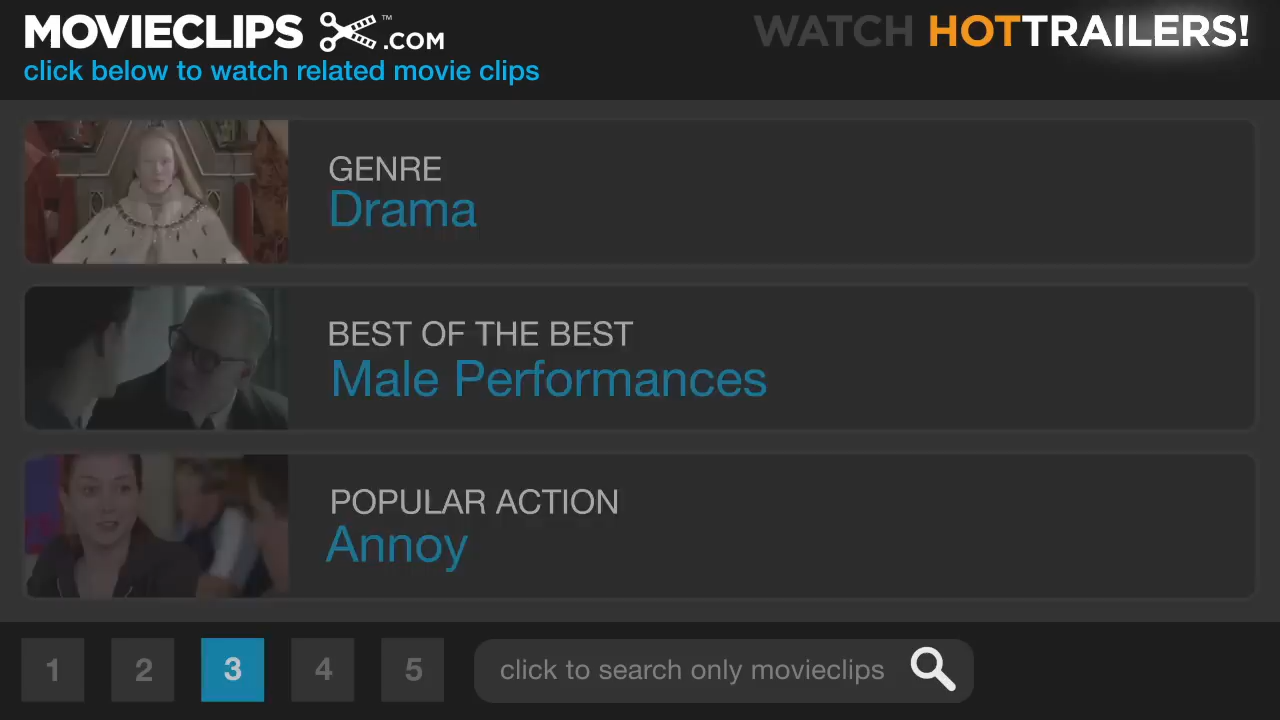 MOVIECLIPS ™ .COM
WATCH HOTTRAILERS!
click below to watch related movie clips
GENRE
Drama
BEST OF THE BEST
Male Performances
POPULAR ACTION
Annoy
1 2 3 4 5 click to search only movieclips